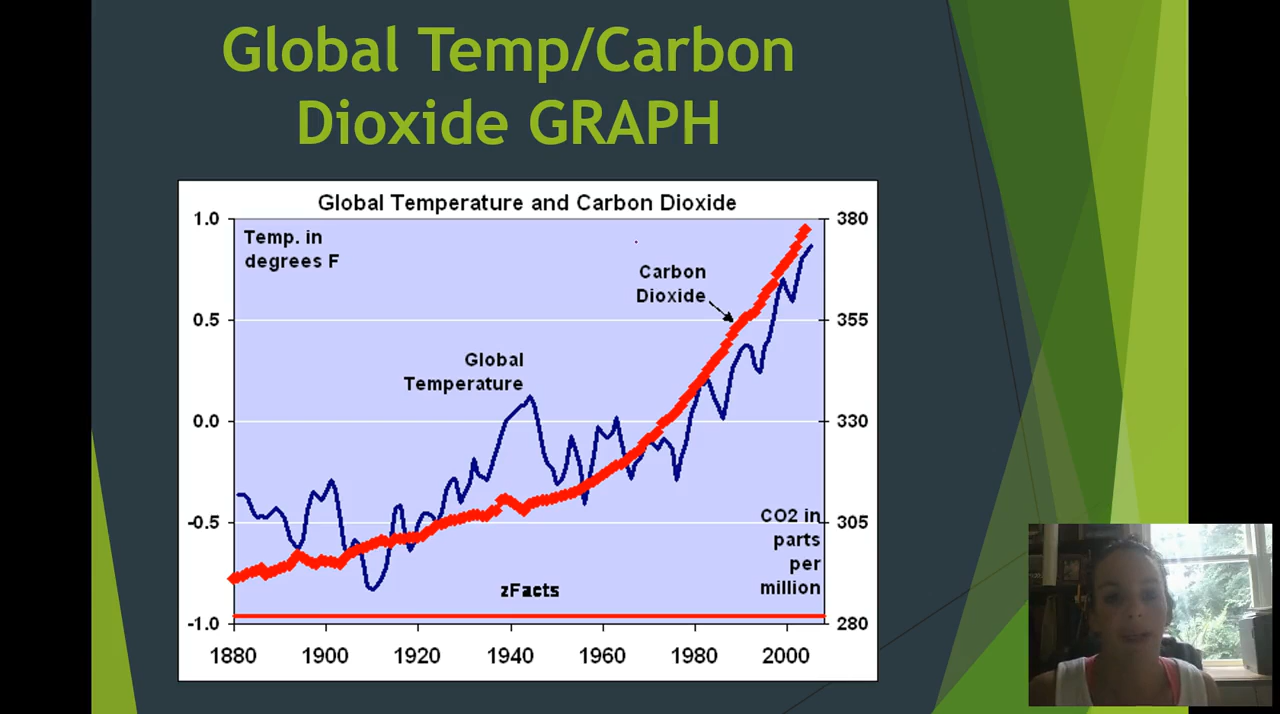 Global Temp/Carbon
Dioxide GRAPH
Global Temperature and Carbon Dioxide
1.0
380
Temp. in
degrees F
Carbon
Dioxide
0.5
355
Global
Temperature
0.0
330
-0.5
305
CO2 in
parts
per
million
zFacts
-1.0
280
1880 1900 1920 1940 1960 1980 2000